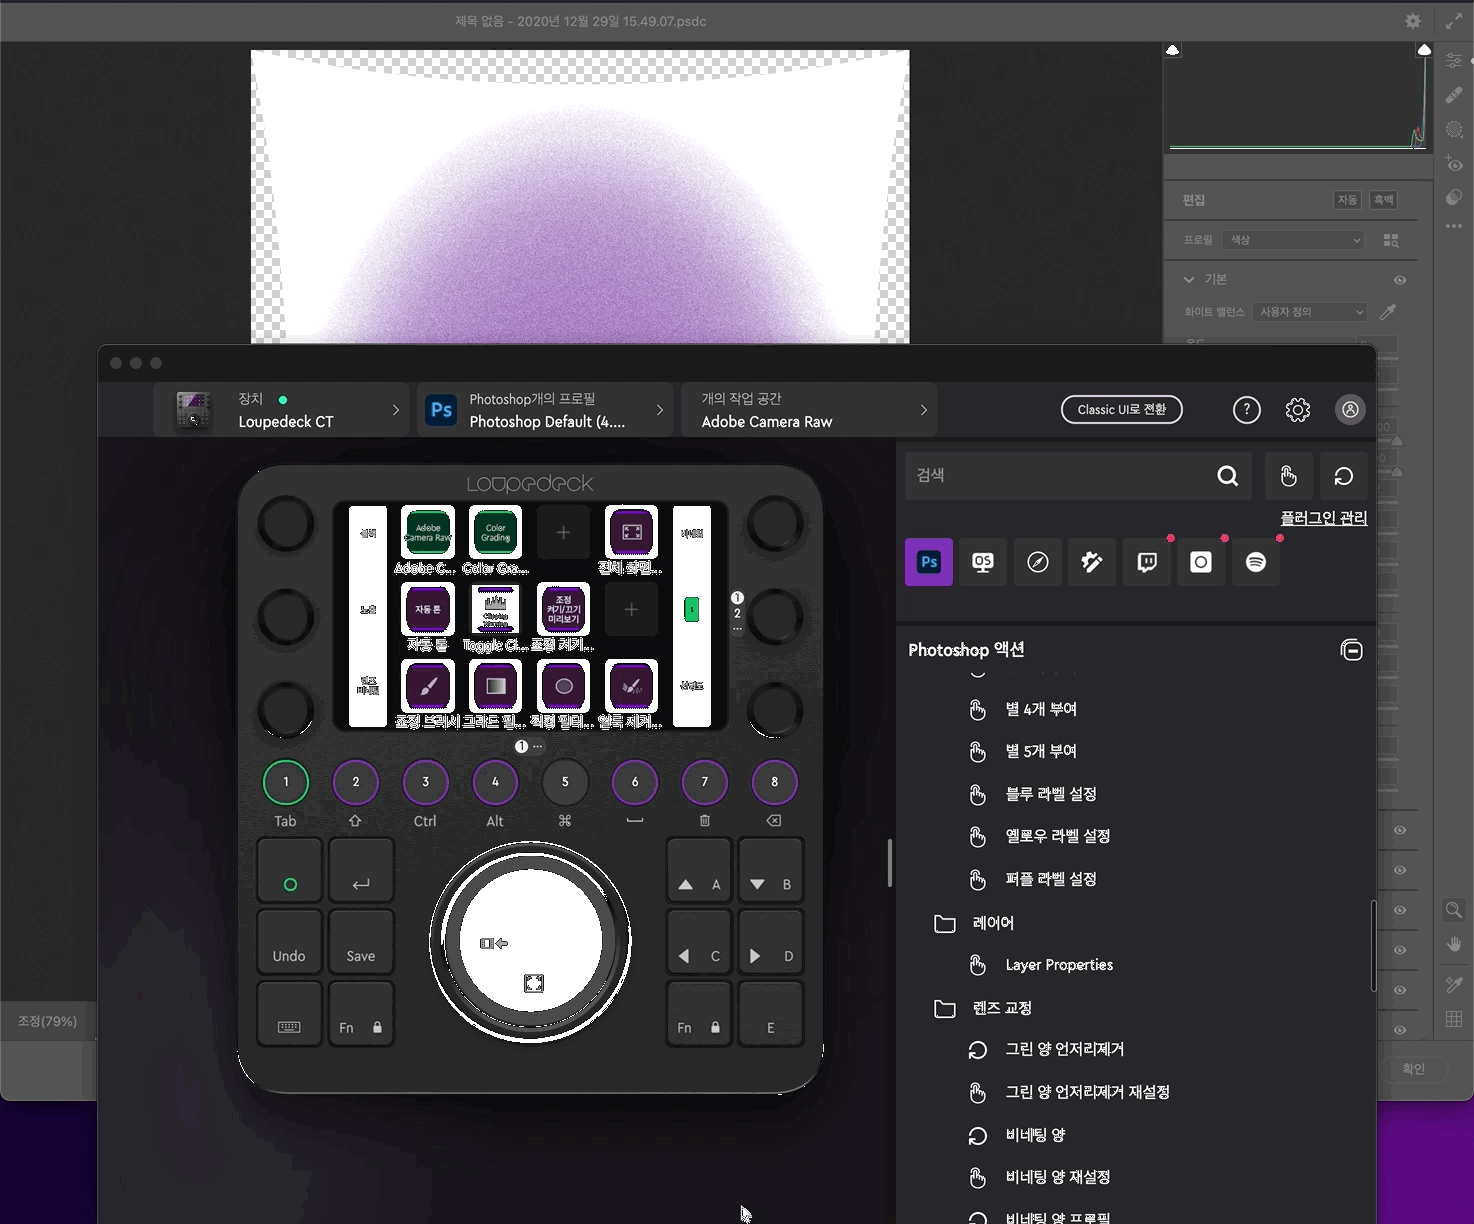 제목 없음 - 2020년 12월 29일 15.49.07.psdc
편집
자동
흑백
프로필
색상
기본
화이트 밸런스
사용자 정의
장치
Loupedeck CT
Ps
Photoshop개의 프로필
Photoshop Default (4....
개의 작업 공간
Adobe Camera Raw
Classic UI로 전환
?
Loupedeck
Adobe Camera Raw
Color Grading
Adobe C...
Color Gra...
전체 화면...
자동 톤
조정 켜기/끄기 미리보기
1
2
...
자동 톤
Toggle Cl...
조정 켜기...
조정 브러시
그라드 필...
1 ...
1
2
3
4
5
6
7
8
Tab
Ctrl
Alt
A
B
Undo
Save
C
D
Fn
Fn
E
검색
플러그인 관리
Ps
Photoshop 액션
별 4개 부여
별 5개 부여
블루 라벨 설정
옐로우 라벨 설정
퍼플 라벨 설정
레이어
Layer Properties
렌즈 교정
그린 양 언저리제거
그린 양 언저리제거 재설정
비네팅 양
비네팅 양 재설정
비네팅 양 프로필
조정(79%)
확인